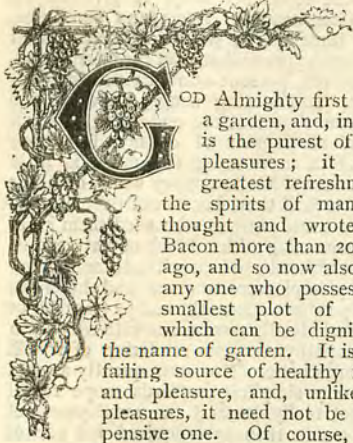 GOD Almighty first
a garden, and, in
is the purest of
pleasures; it
greatest refreshm
the spirits of man
thought and wrote
Bacon more than 20
ago, and so now also
any one who posses
smallest plot of
which can be digni
the name of garden. It is
failing source of healthy
and pleasure, and, unlike
pleasures, it need not be
pensive one. Of course,